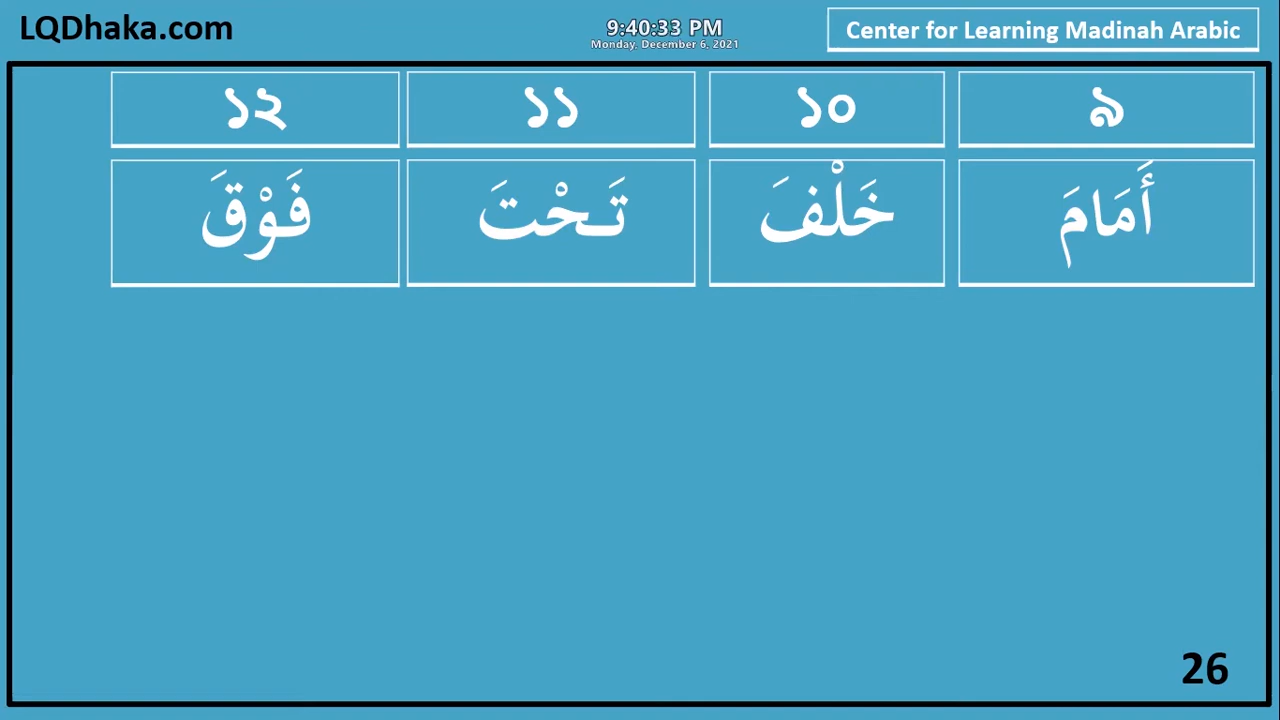 LQDhaka.com
9:40:33 PM
Monday, December 6, 2021
Center for Learning Madinah Arabic
৯ ১০ ১১ ১২
أَمَامَ خَلْفَ تَحْتَ فَوْقَ
26